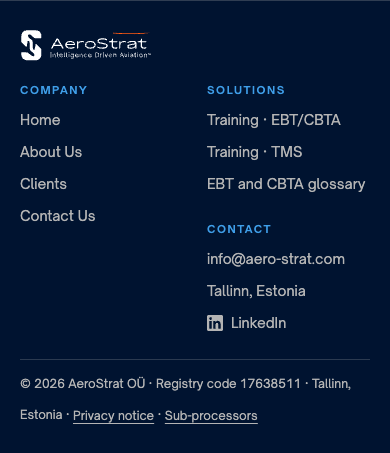 AeroStrat
Intelligence Driven Aviation™
COMPANY
Home
About Us
Clients
Contact Us
SOLUTIONS
Training · EBT/CBTA
Training · TMS
EBT and CBTA glossary
CONTACT
info@aero-strat.com
Tallinn, Estonia
LinkedIn
© 2026 AeroStrat OÜ · Registry code 17638511 · Tallinn,
Estonia · Privacy notice · Sub-processors